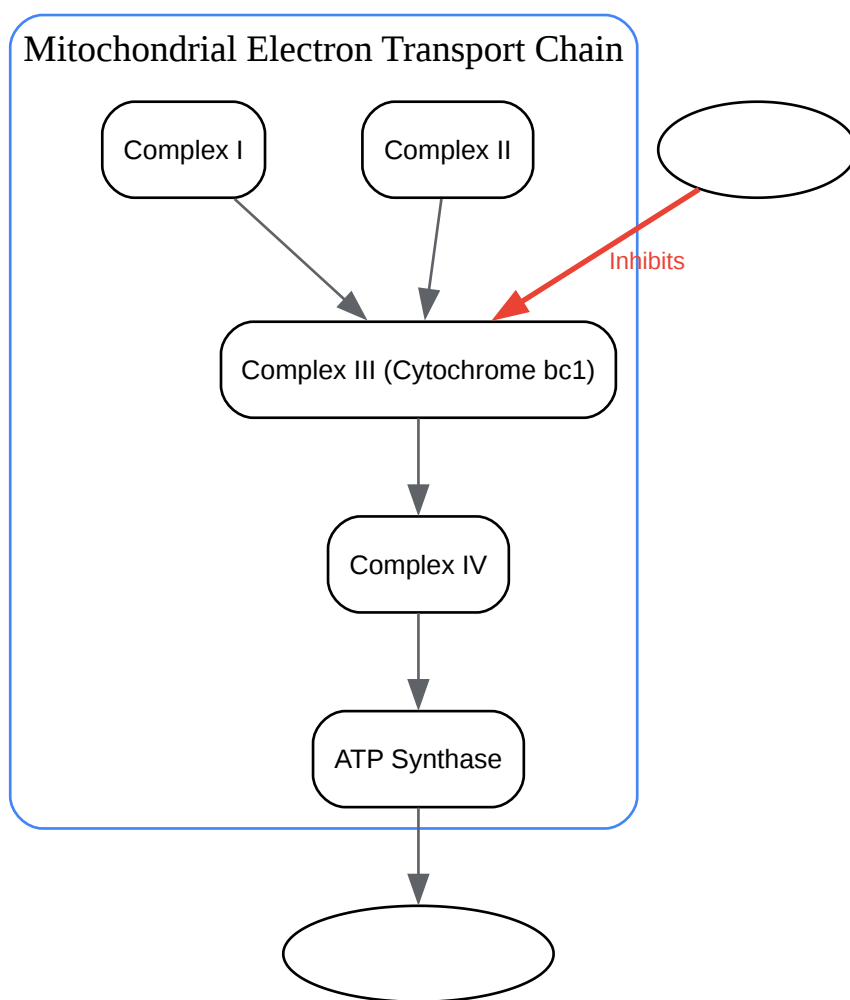 Mitochondrial Electron Transport Chain
Complex I
Complex II
Inhibits
Complex III (Cytochrome bc1)
Complex IV
ATP Synthase